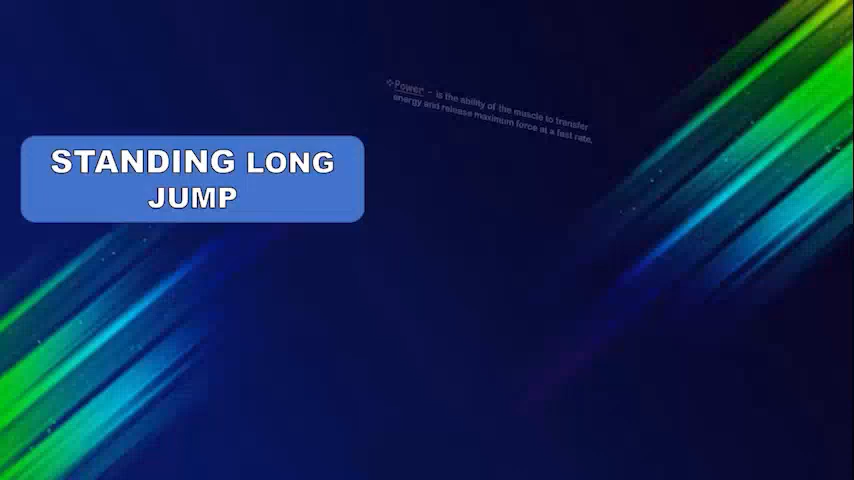 STANDING LONG
JUMP
❖Power - is the ability of the muscle to transfer
energy and release maximum force at a fast rate.